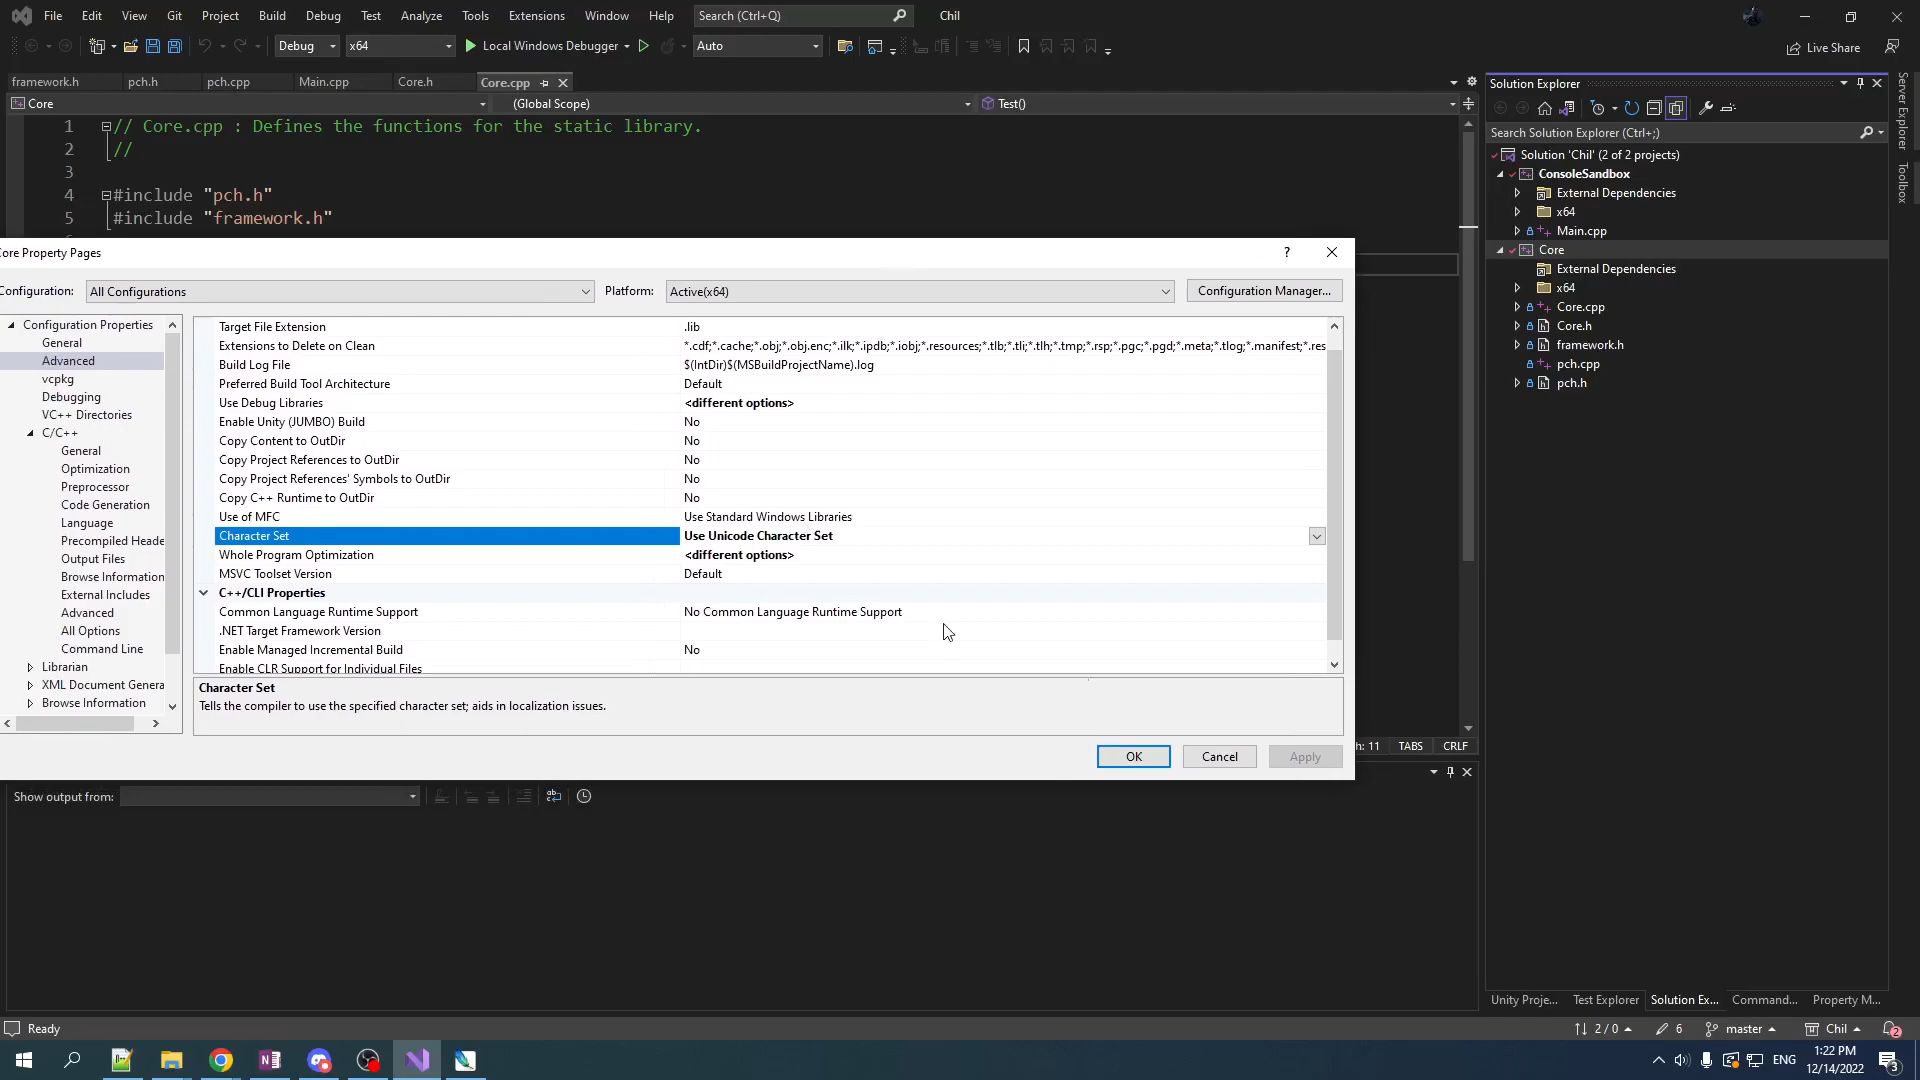 File Edit View Git Project Build Debug Test Analyze Tools Extensions Window Help Search (Ctrl+Q) Chil
Debug x64 Local Windows Debugger Auto Live Share
framework.h pch.h pch.cpp Main.cpp Core.h Core.cpp
Core (Global Scope) Test()
1 // Core.cpp : Defines the functions for the static library.
2 //
3
4 #include "pch.h"
5 #include "framework.h"
Core Property Pages ?
Configuration: All Configurations Platform: Active(x64) Configuration Manager...
Configuration Properties
General
Advanced
vcpkg
Debugging
VC++ Directories
C/C++
General
Optimization
Preprocessor
Code Generation
Language
Precompiled Heade
Output Files
Browse Information
External Includes
Advanced
All Options
Command Line
Librarian
XML Document Genera
Browse Information
Target File Extension .lib
Extensions to Delete on Clean *.cdf;*.cache;*.obj;*.obj.enc;*.ilk;*.ipdb;*.iobj;*.resources;*.tlb;*.tli;*.tlh;*.tmp;*.rsp;*.pgc;*.pgd;*.meta;*.tlog;*.manifest;*.res
Build Log File $(IntDir)$(MSBuildProjectName).log
Preferred Build Tool Architecture Default
Use Debug Libraries <different options>
Enable Unity (JUMBO) Build No
Copy Content to OutDir No
Copy Project References to OutDir No
Copy Project References' Symbols to OutDir No
Copy C++ Runtime to OutDir No
Use of MFC Use Standard Windows Libraries
Character Set Use Unicode Character Set
Whole Program Optimization <different options>
MSVC Toolset Version Default
C++/CLI Properties
Common Language Runtime Support No Common Language Runtime Support
.NET Target Framework Version
Enable Managed Incremental Build No
Enable CLR Support for Individual Files
Character Set
Tells the compiler to use the specified character set; aids in localization issues.
OK Cancel Apply
h: 11 TABS CRLF
Show output from:
Solution Explorer
Search Solution Explorer (Ctrl+;)
Solution 'Chil' (2 of 2 projects)
ConsoleSandbox
External Dependencies
x64
Main.cpp
Core
External Dependencies
x64
Core.cpp
Core.h
framework.h
pch.cpp
pch.h
Server Explorer
Toolbox
Unity Proje... Test Explorer Solution Ex... Command... Property M...
Ready 2 / 0 6 master Chil 2
ENG 1:22 PM
12/14/2022
3